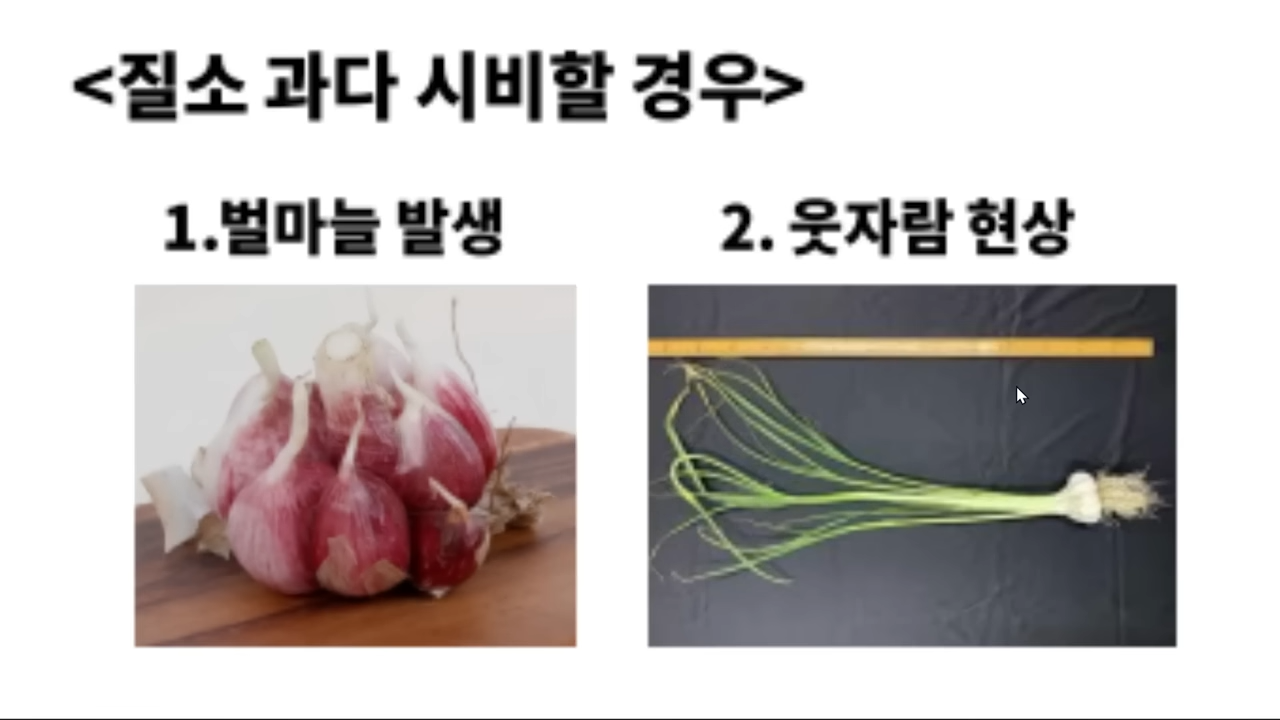 <질소 과다 시비할 경우>
1.벌마늘 발생
2. 웃자람 현상